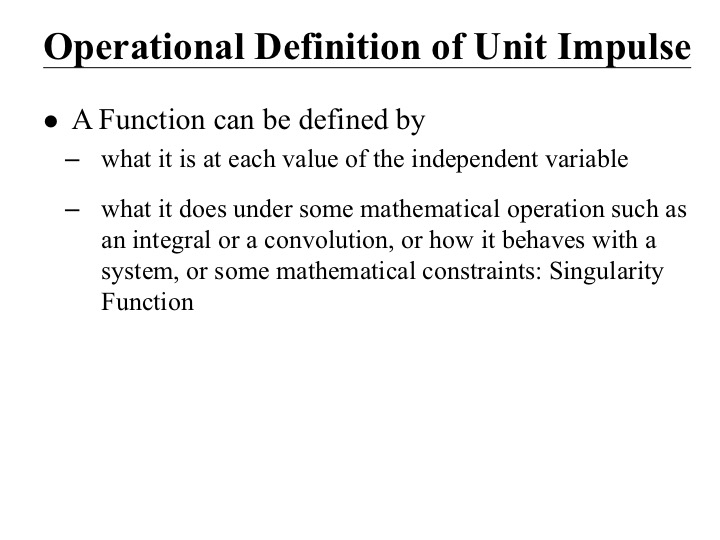 Operational Definition of Unit Impulse
● A Function can be defined by
– what it is at each value of the independent variable
– what it does under some mathematical operation such as
an integral or a convolution, or how it behaves with a
system, or some mathematical constraints: Singularity
Function